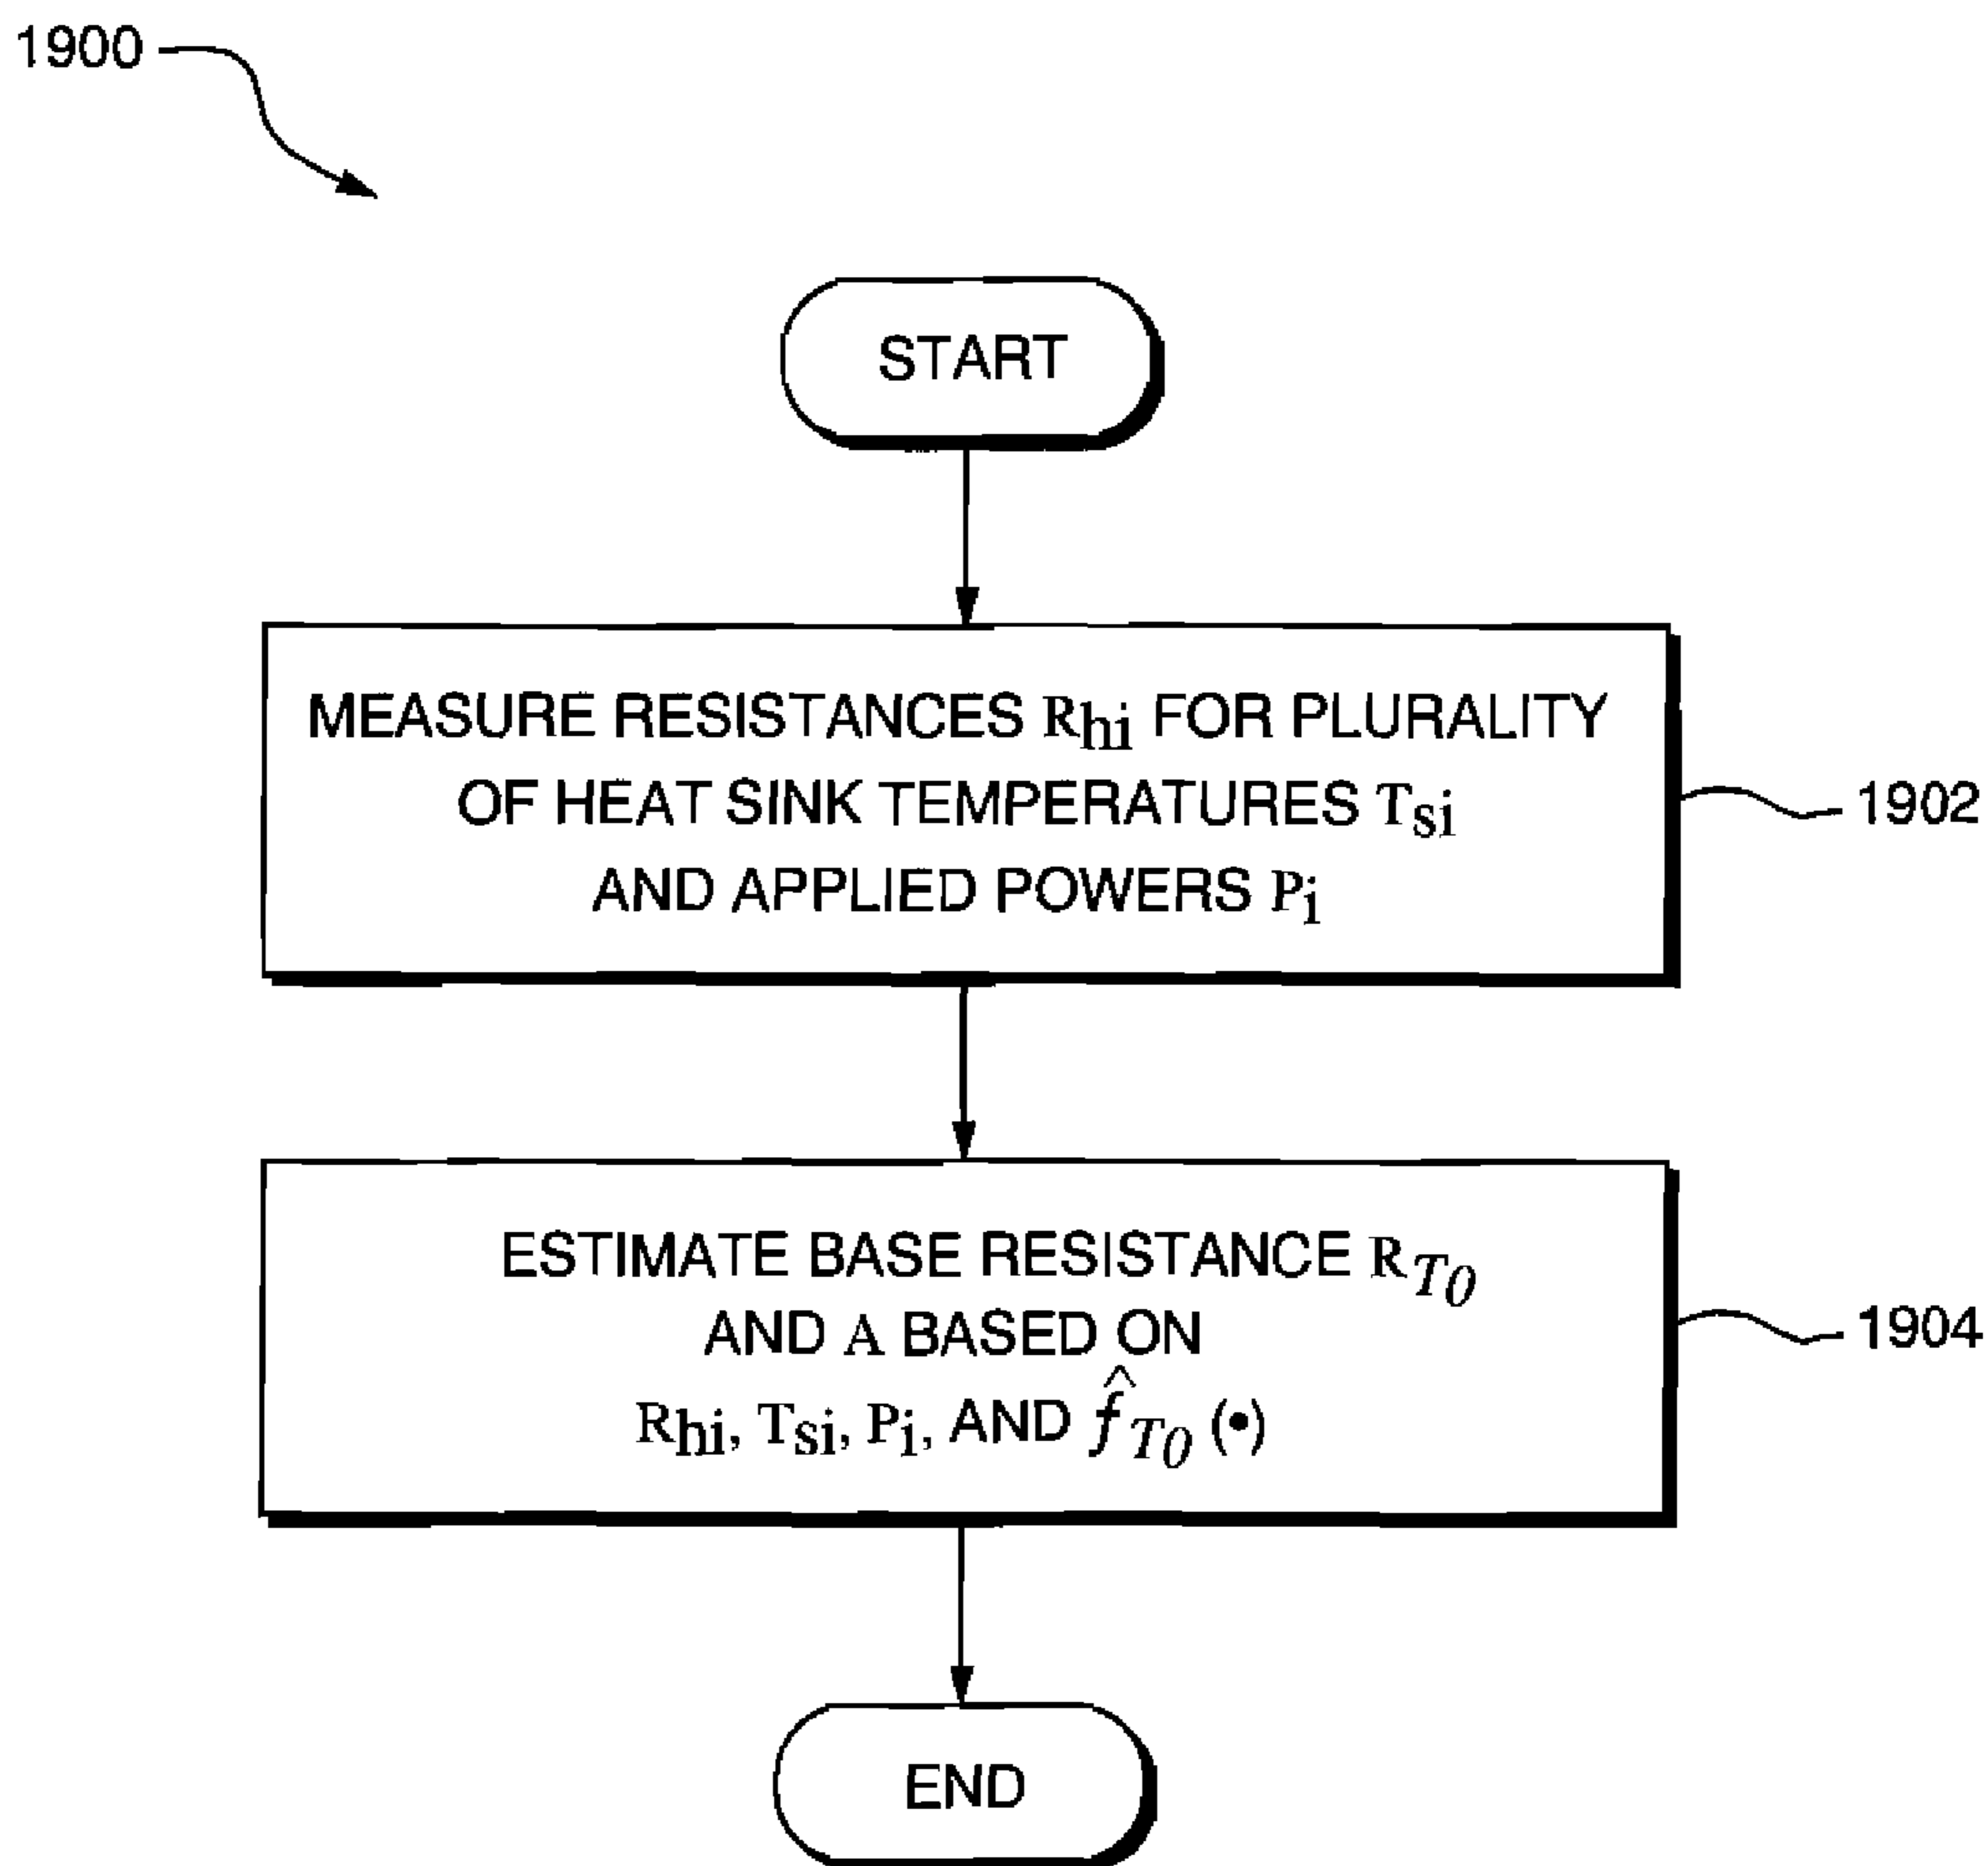 1900
START
MEASURE RESISTANCES Rhi FOR PLURALITY
OF HEAT SINK TEMPERATURES Tsi
AND APPLIED POWERS Pi
1902
ESTIMATE BASE RESISTANCE RT0
AND A BASED ON
Rhi, Tsi, Pi, AND f̂T0 (•)
1904
END